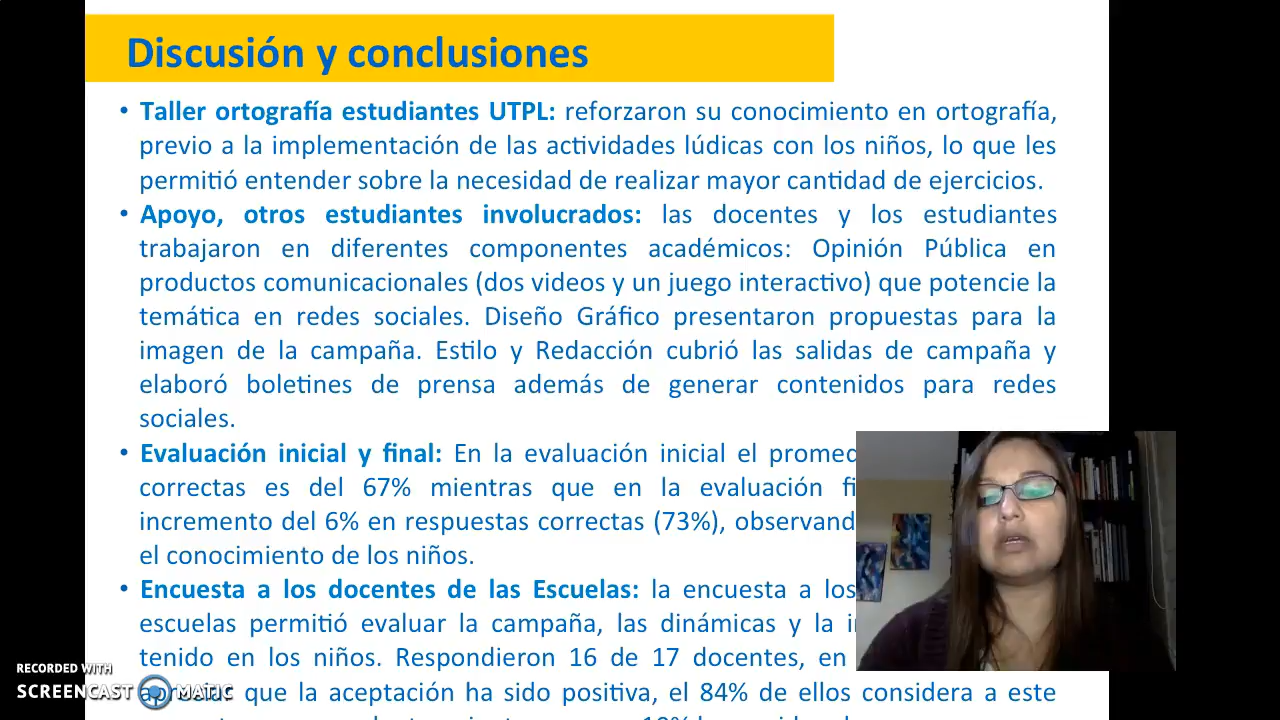 Discusión y conclusiones
• Taller ortografía estudiantes UTPL: reforzaron su conocimiento en ortografía,
previo a la implementación de las actividades lúdicas con los niños, lo que les
permitió entender sobre la necesidad de realizar mayor cantidad de ejercicios.
• Apoyo, otros estudiantes involucrados: las docentes y los estudiantes
trabajaron en diferentes componentes académicos: Opinión Pública en
productos comunicacionales (dos videos y un juego interactivo) que potencie la
temática en redes sociales. Diseño Gráfico presentaron propuestas para la
imagen de la campaña. Estilo y Redacción cubrió las salidas de campaña y
elaboró boletines de prensa además de generar contenidos para redes
sociales.
• Evaluación inicial y final: En la evaluación inicial el
correctas es del 67% mientras que en la evaluación
incremento del 6% en respuestas correctas (73%),
el conocimiento de los niños.
• Encuesta a los docentes de las Escuelas: la encuesta a los
escuelas permitió evaluar la campaña, las dinámicas y la
tenido en los niños. Respondieron 16 de 17 docentes, en
que la aceptación ha sido positiva, el 84% de ellos considera a este
RECORDED WITH
SCREENCAST MATIC